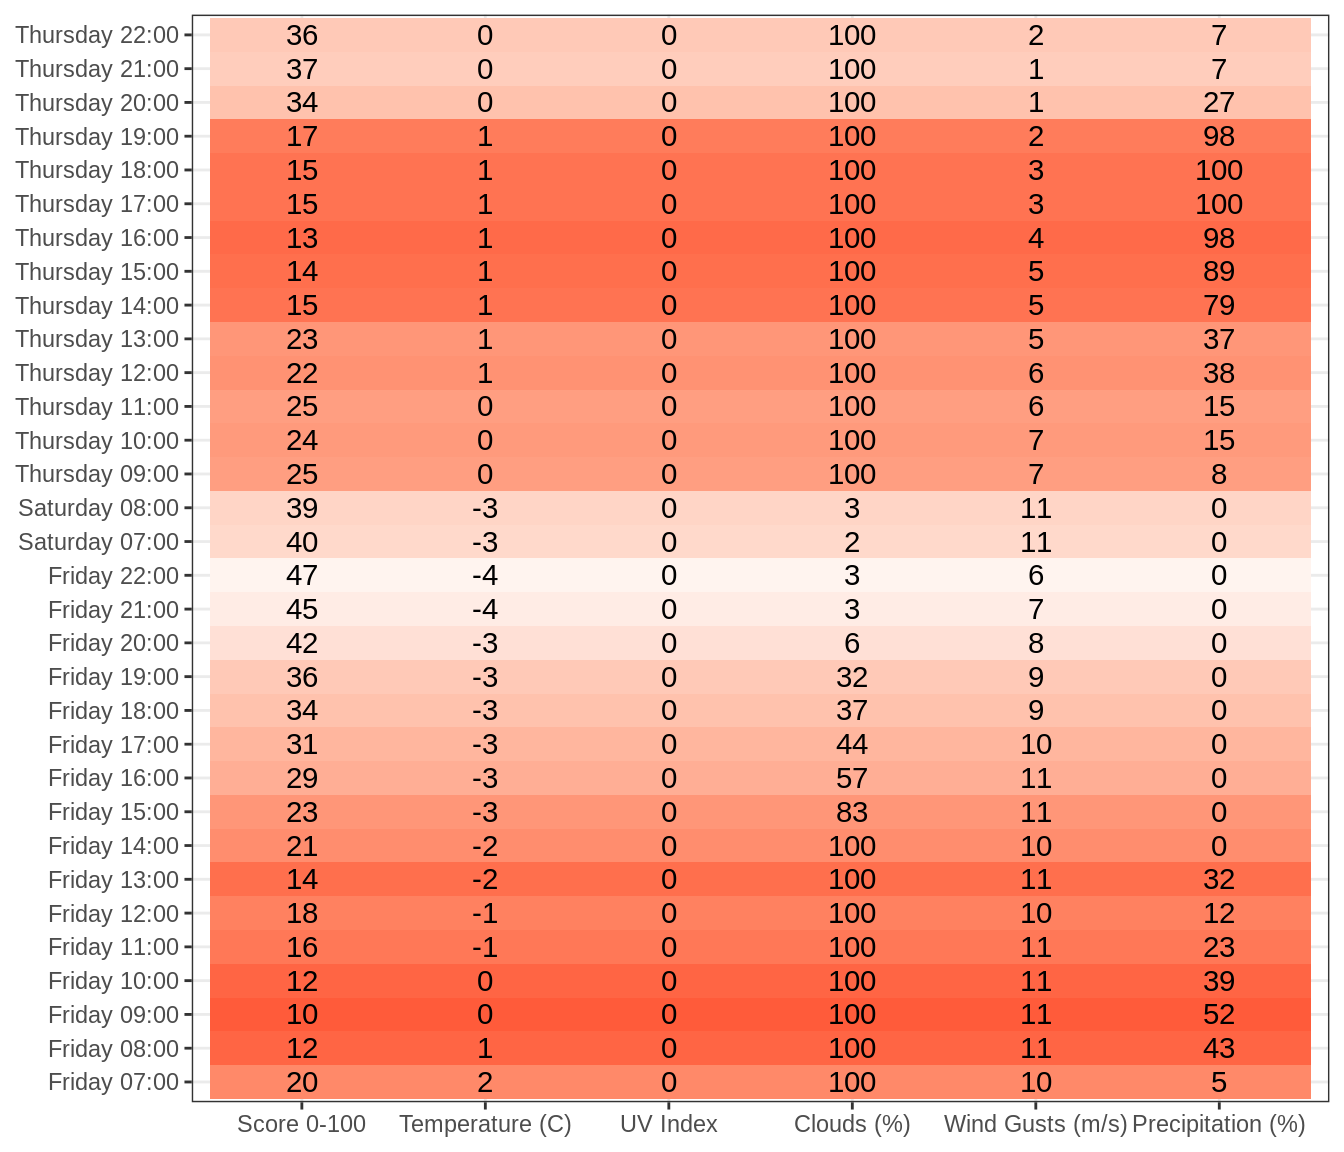 Thursday 22:00 36 0 0 100 2 7
Thursday 21:00 37 0 0 100 1 7
Thursday 20:00 34 0 0 100 1 27
Thursday 19:00 17 1 0 100 2 98
Thursday 18:00 15 1 0 100 3 100
Thursday 17:00 15 1 0 100 3 100
Thursday 16:00 13 1 0 100 4 98
Thursday 15:00 14 1 0 100 5 89
Thursday 14:00 15 1 0 100 5 79
Thursday 13:00 23 1 0 100 5 37
Thursday 12:00 22 1 0 100 6 38
Thursday 11:00 25 0 0 100 6 15
Thursday 10:00 24 0 0 100 7 15
Thursday 09:00 25 0 0 100 7 8
Saturday 08:00 39 -3 0 3 11 0
Saturday 07:00 40 -3 0 2 11 0
Friday 22:00 47 -4 0 3 6 0
Friday 21:00 45 -4 0 3 7 0
Friday 20:00 42 -3 0 6 8 0
Friday 19:00 36 -3 0 32 9 0
Friday 18:00 34 -3 0 37 9 0
Friday 17:00 31 -3 0 44 10 0
Friday 16:00 29 -3 0 57 11 0
Friday 15:00 23 -3 0 83 11 0
Friday 14:00 21 -2 0 100 10 0
Friday 13:00 14 -2 0 100 11 32
Friday 12:00 18 -1 0 100 10 12
Friday 11:00 16 -1 0 100 11 23
Friday 10:00 12 0 0 100 11 39
Friday 09:00 10 0 0 100 11 52
Friday 08:00 12 1 0 100 11 43
Friday 07:00 20 2 0 100 10 5
Score 0-100 Temperature (C) UV Index Clouds (%) Wind Gusts (m/s) Precipitation (%)